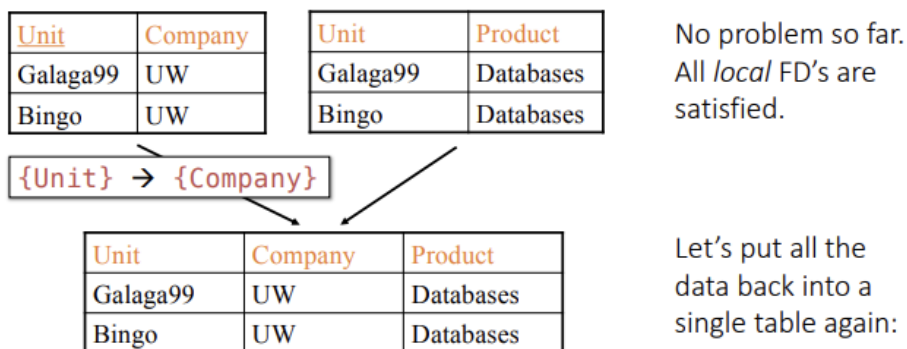 Unit Company
Galaga99 UW
Bingo UW
Unit Product
Galaga99 Databases
Bingo Databases
No problem so far.
All local FD's are
satisfied.
{Unit} → {Company}
Unit Company Product
Galaga99 UW Databases
Bingo UW Databases
Let's put all the
data back into a
single table again: